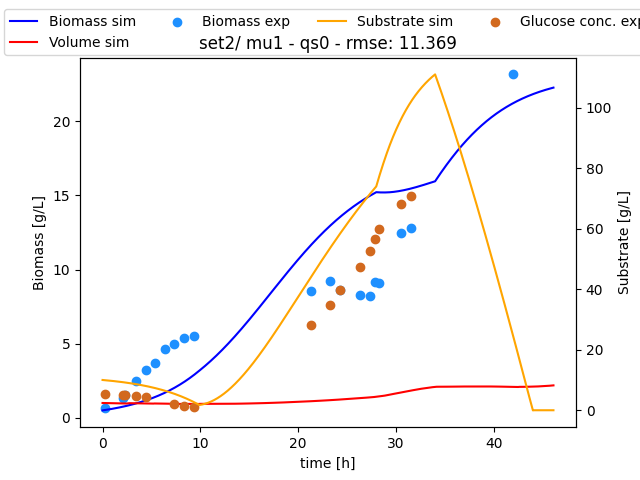 Biomass sim Biomass exp Substrate sim Glucose conc. exp
Volume sim
set2/ mu1 - qs0 - rmse: 11.369
Biomass [g/L]
20
15
10
5
0
0 10 20 30 40
time [h]
100
80
60
40
20
0
Substrate [g/L]